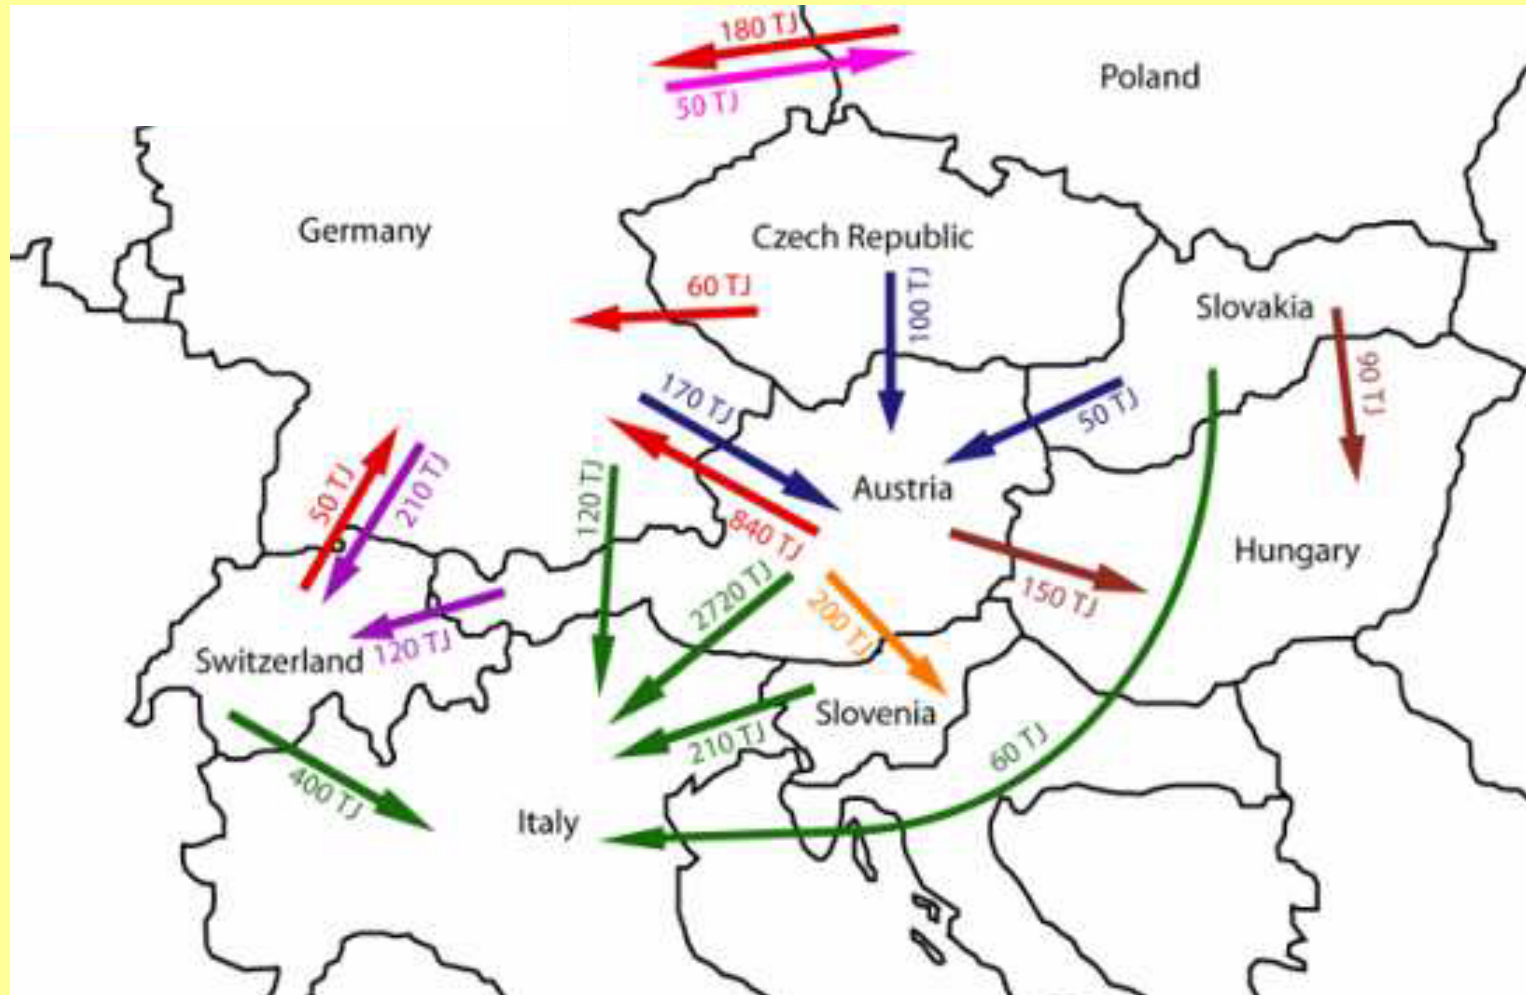 180 TJ
50 TJ
Poland
Germany
Czech Republic
60 TJ
100 TJ
Slovakia
170 TJ
50 TJ
90 TJ
50 TJ
210 TJ
120 TJ
840 TJ
Austria
Hungary
150 TJ
2720 TJ
200 TJ
Switzerland
120 TJ
Slovenia
210 TJ
60 TJ
400 TJ
Italy